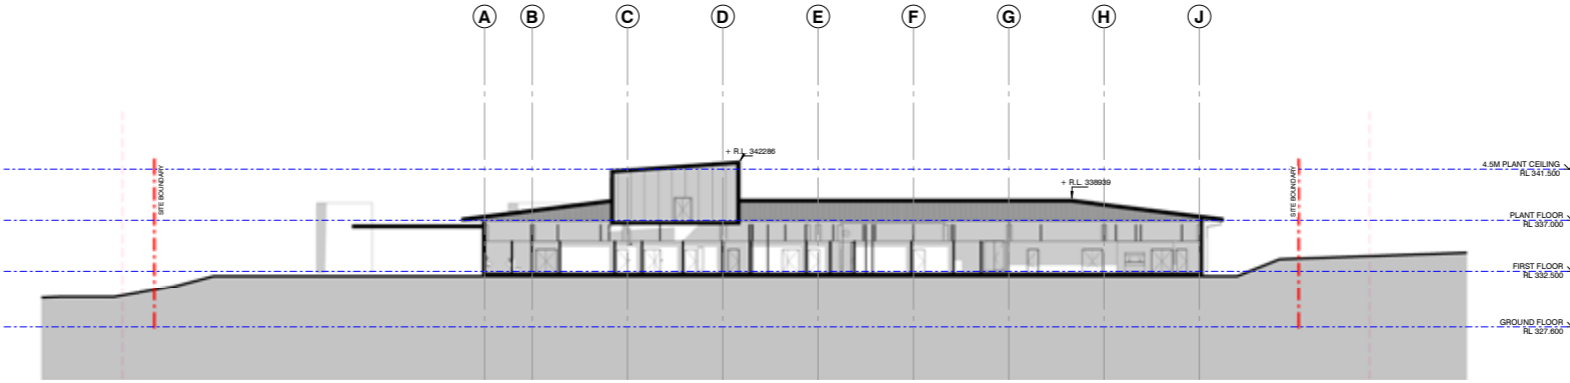 A B C D E F G H J
+ R.L. 342286
4.5M PLANT CEILING
RL 341.500
SITE BOUNDARY
SITE BOUNDARY
+ R.L. 338939
PLANT FLOOR
RL 337.000
FIRST FLOOR
RL 332.500
GROUND FLOOR
RL 327.600